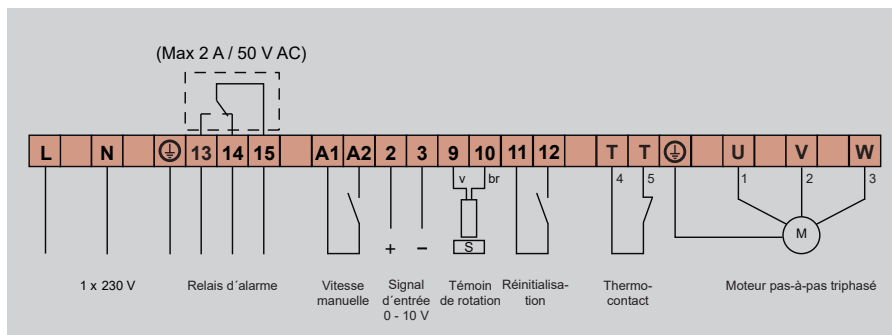 (Max 2 A / 50 V AC)
L N 13 14 15 A1 A2 2 3 9 10 11 12 T T U V W
v br 4 5 1 2 3
S
M
+ −
1 x 230 V
Relais d´alarme
Vitesse
manuelle
Signal
d´entrée
0 - 10 V
Témoin
de rotation
Réinitialisa-
tion
Thermo-
contact
Moteur pas-à-pas triphasé